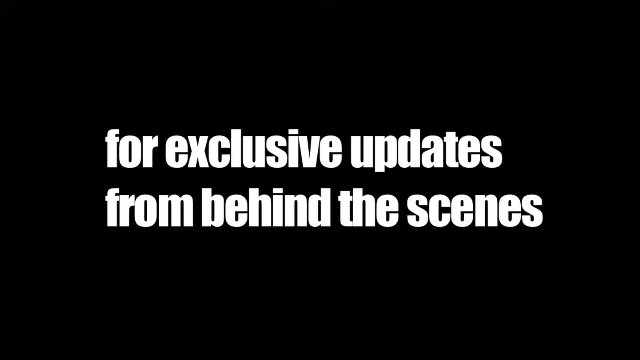 for exclusive updates
from behind the scenes